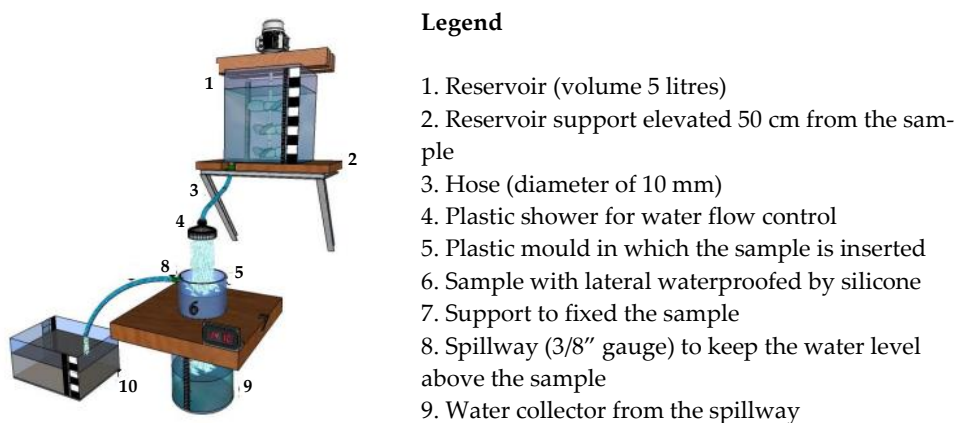 Legend
1. Reservoir (volume 5 litres)
2. Reservoir support elevated 50 cm from the sam-
ple
3. Hose (diameter of 10 mm)
4. Plastic shower for water flow control
5. Plastic mould in which the sample is inserted
6. Sample with lateral waterproofed by silicone
7. Support to fixed the sample
8. Spillway (3/8” gauge) to keep the water level
above the sample
9. Water collector from the spillway
1
2
3
4
8
5
6
7
10
9